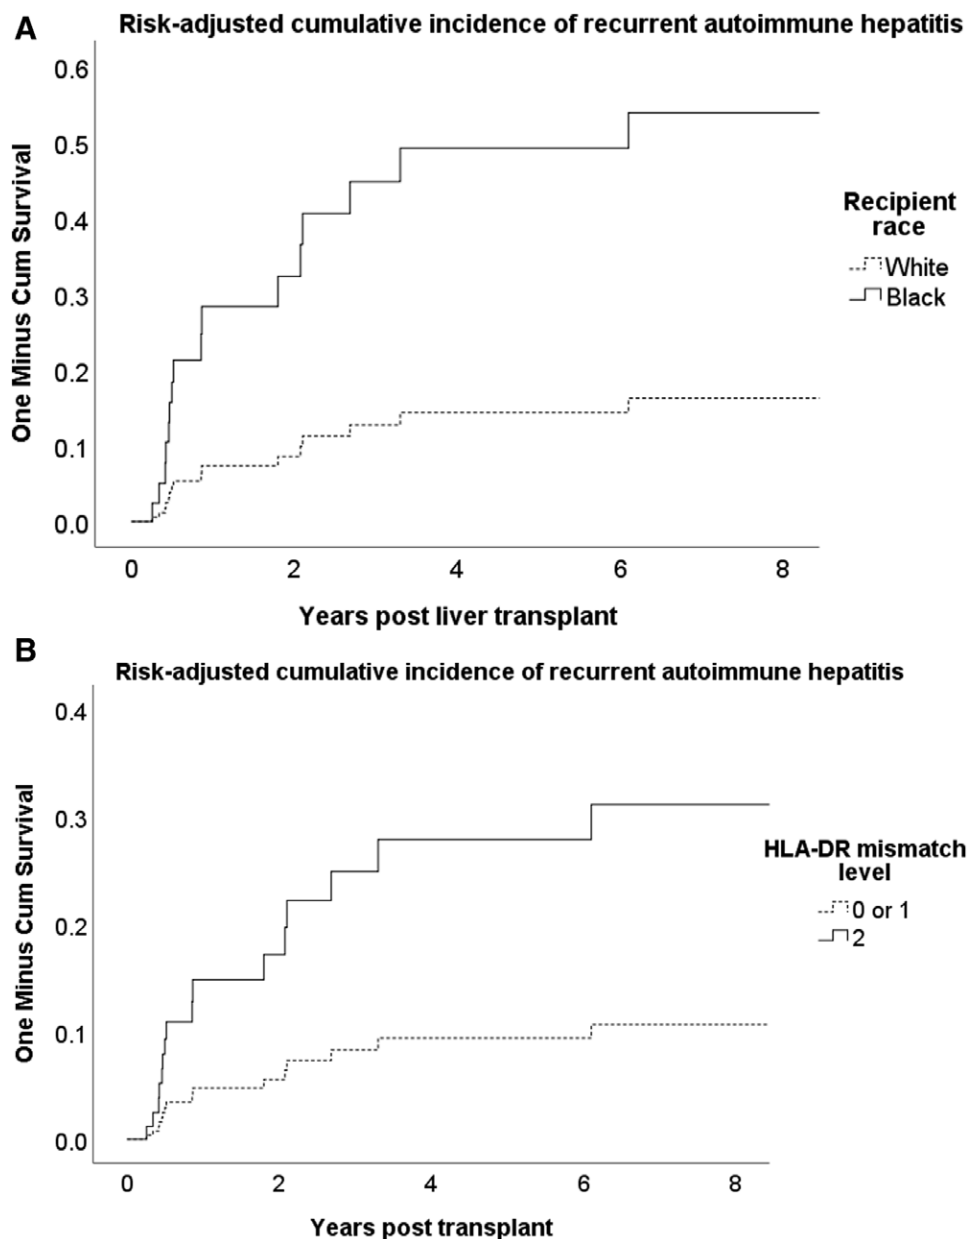 A
Risk-adjusted cumulative incidence of recurrent autoimmune hepatitis
One Minus Cum Survival
0.6
0.5
0.4
0.3
0.2
0.1
0.0
0 2 4 6 8
Years post liver transplant
Recipient
race
White
Black
B
Risk-adjusted cumulative incidence of recurrent autoimmune hepatitis
One Minus Cum Survival
0.4
0.3
0.2
0.1
0.0
0 2 4 6 8
Years post transplant
HLA-DR mismatch
level
0 or 1
2